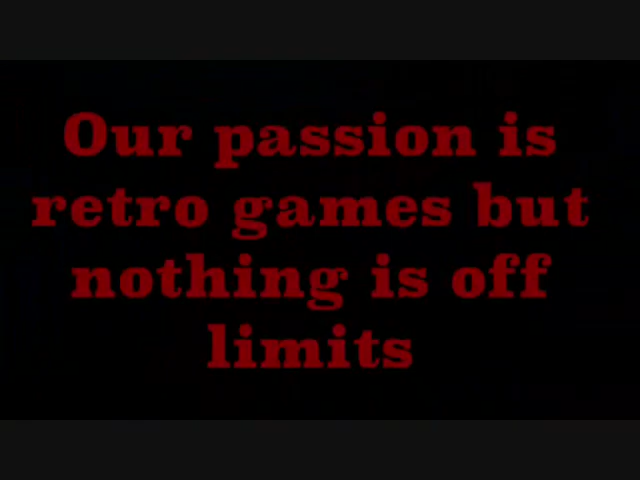 Our passion is
retro games but
nothing is off
limits